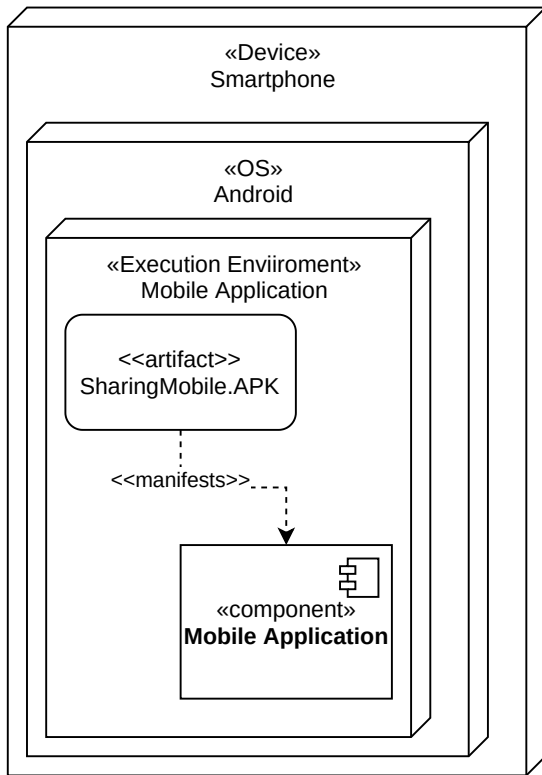 «Device»
Smartphone
«OS»
Android
«Execution Enviiroment»
Mobile Application
<<artifact>>
SharingMobile.APK
<<manifests>>
«component»
Mobile Application